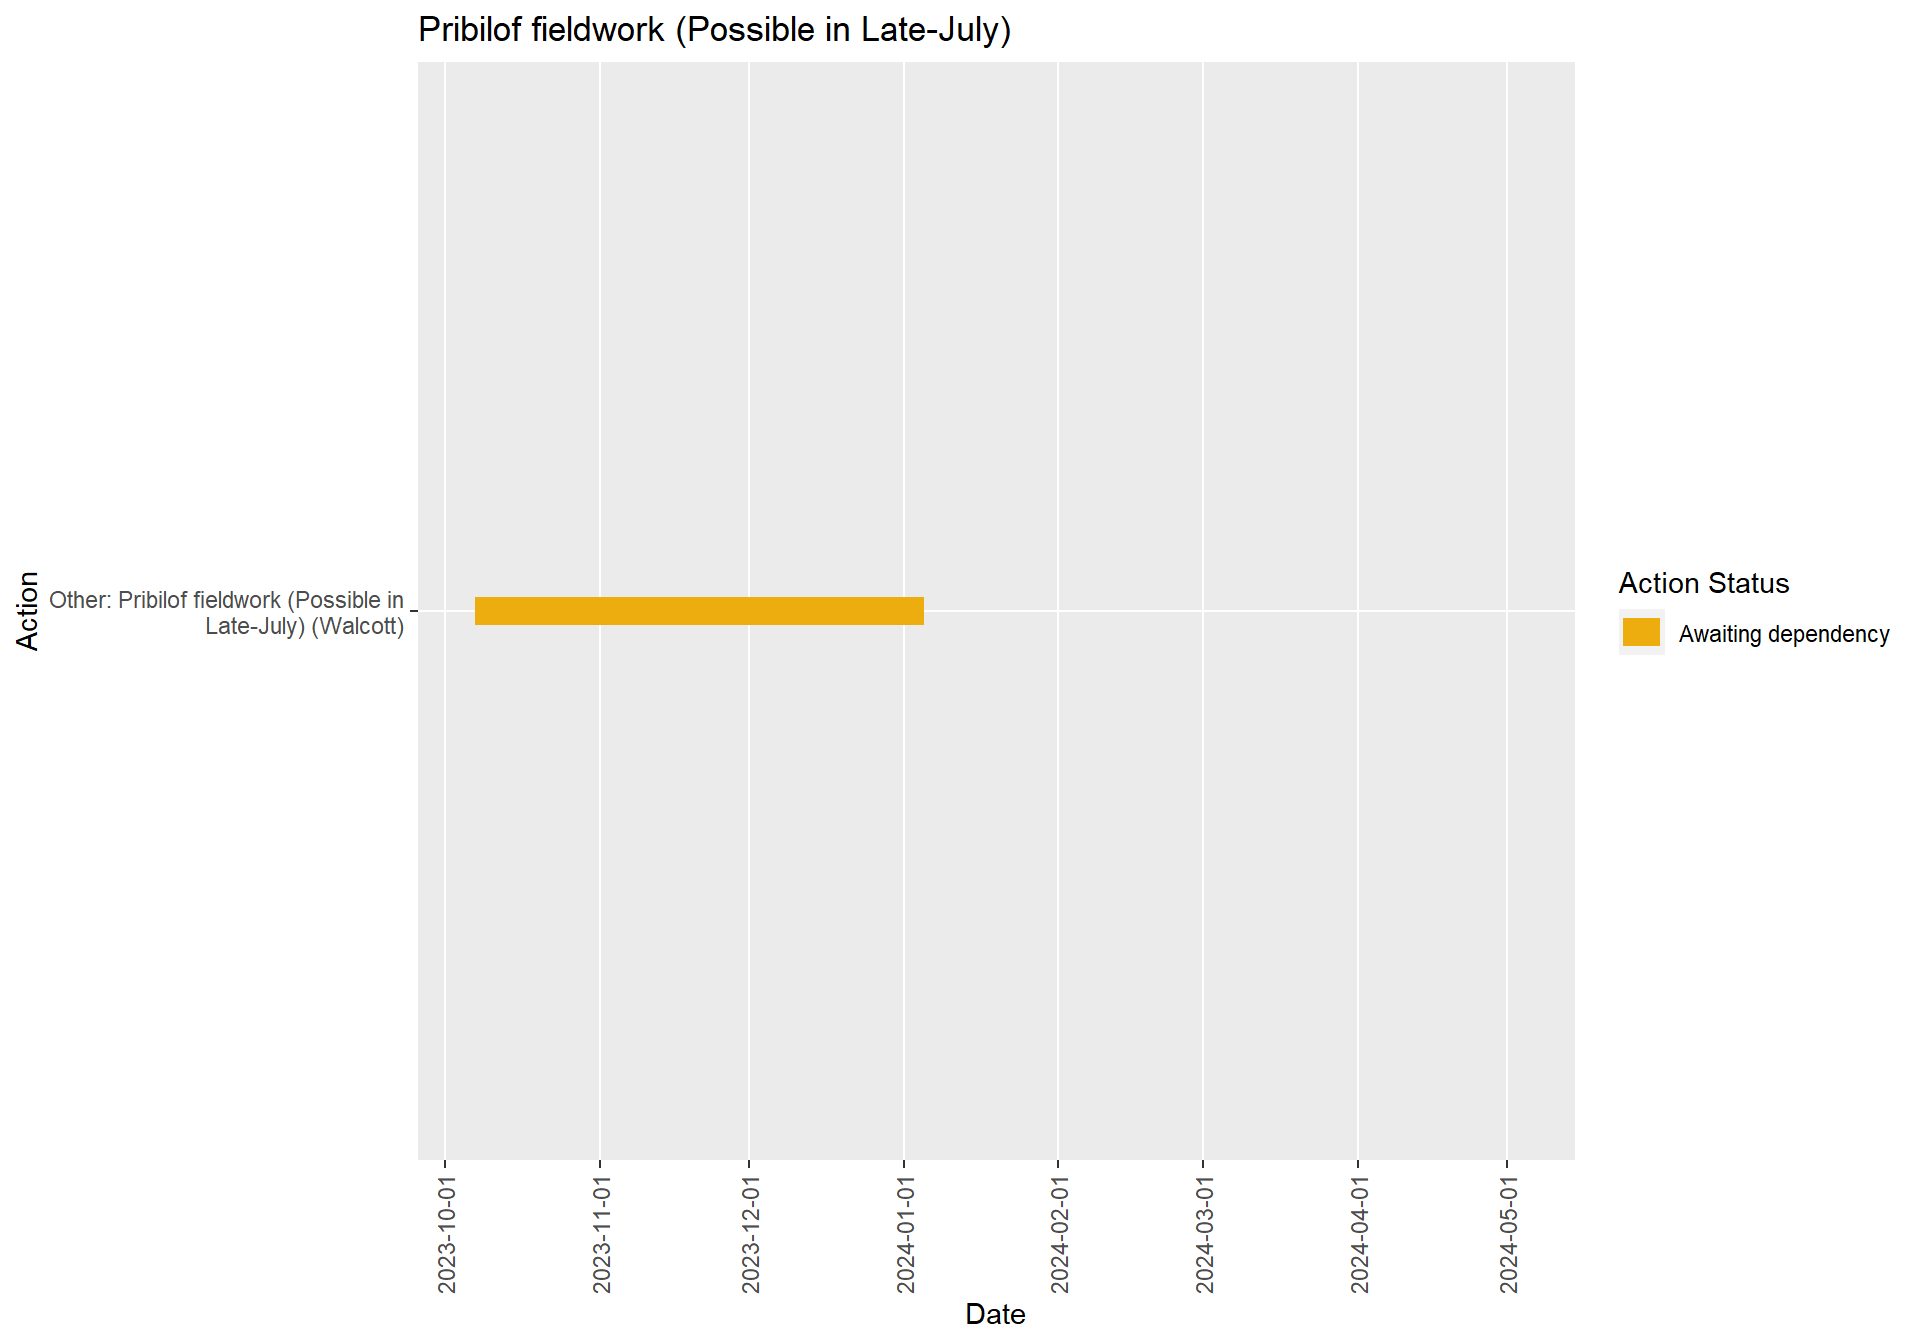 Pribilof fieldwork (Possible in Late-July)
Action
Other: Pribilof fieldwork (Possible in
Late-July) (Walcott)
Action Status
Awaiting dependency
2023-10-01
2023-11-01
2023-12-01
2024-01-01
2024-02-01
2024-03-01
2024-04-01
2024-05-01
Date